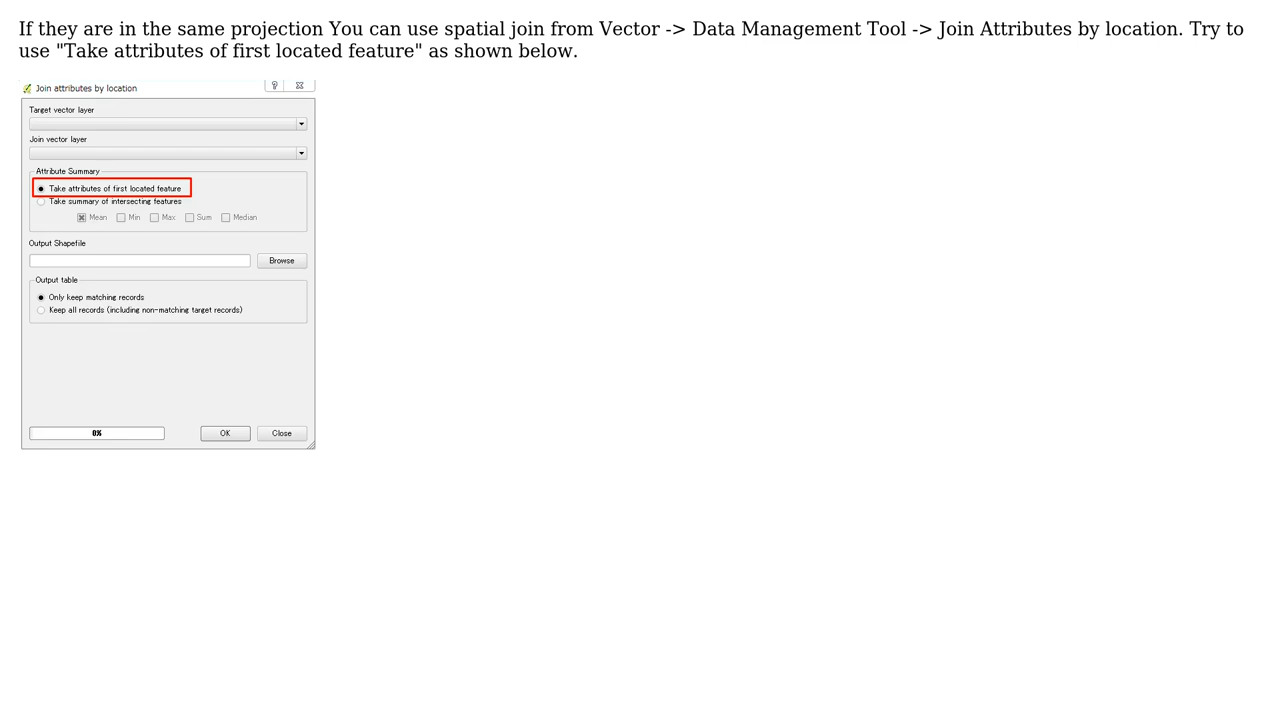 If they are in the same projection You can use spatial join from Vector -> Data Management Tool -> Join Attributes by location. Try to
use "Take attributes of first located feature" as shown below.
Join attributes by location
Target vector layer
Join vector layer
Attribute Summary
Take attributes of first located feature
Take summary of intersecting features
Mean Min Max Sum Median
Output Shapefile
Browse
Output table
Only keep matching records
Keep all records (including non-matching target records)
0% OK Close